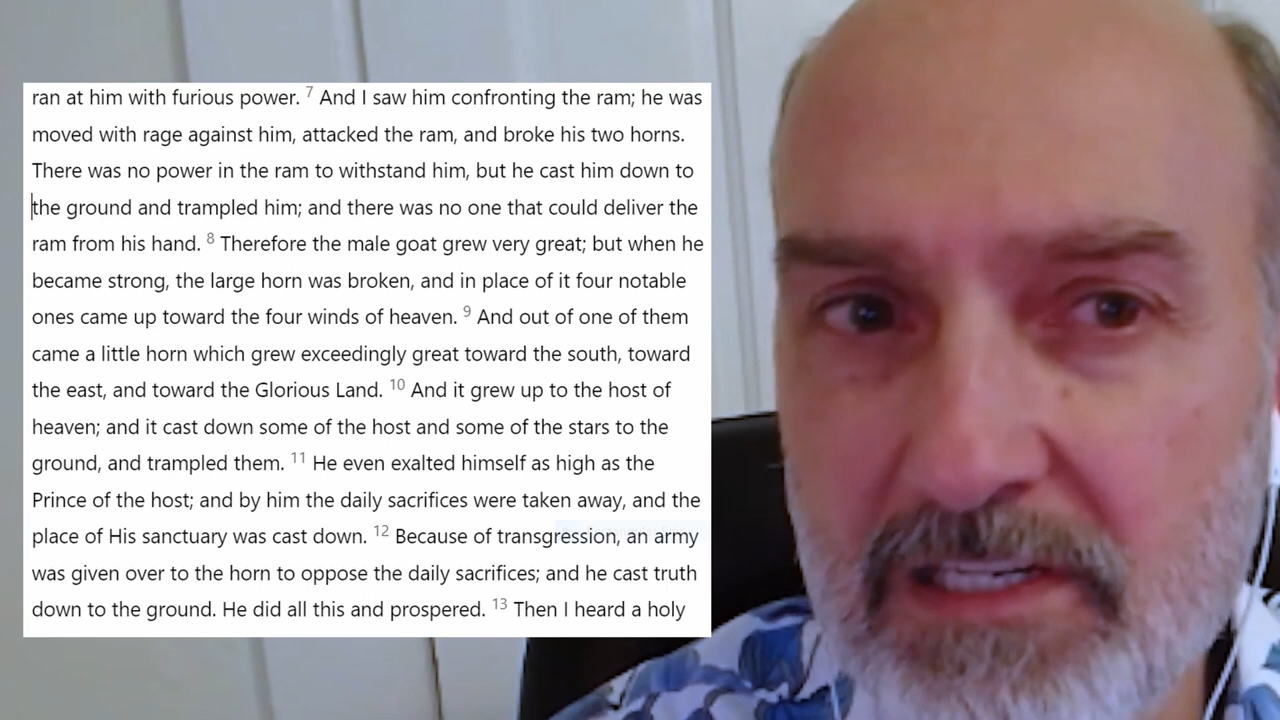 ran at him with furious power. 7 And I saw him confronting the ram; he was
moved with rage against him, attacked the ram, and broke his two horns.
There was no power in the ram to withstand him, but he cast him down to
the ground and trampled him; and there was no one that could deliver the
ram from his hand. 8 Therefore the male goat grew very great; but when he
became strong, the large horn was broken, and in place of it four notable
ones came up toward the four winds of heaven. 9 And out of one of them
came a little horn which grew exceedingly great toward the south, toward
the east, and toward the Glorious Land. 10 And it grew up to the host of
heaven; and it cast down some of the host and some of the stars to the
ground, and trampled them. 11 He even exalted himself as high as the
Prince of the host; and by him the daily sacrifices were taken away, and the
place of His sanctuary was cast down. 12 Because of transgression, an army
was given over to the horn to oppose the daily sacrifices; and he cast truth
down to the ground. He did all this and prospered. 13 Then I heard a holy